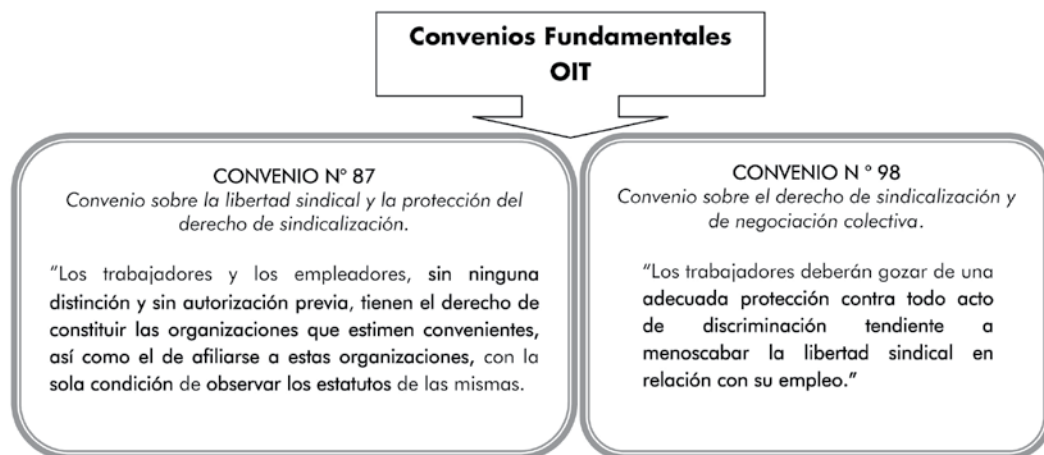 Convenios Fundamentales
OIT
CONVENIO N° 87
Convenio sobre la libertad sindical y la protección del
derecho de sindicalización.
“Los trabajadores y los empleadores, sin ninguna
distinción y sin autorización previa, tienen el derecho de
constituir las organizaciones que estimen convenientes,
así como el de afiliarse a estas organizaciones, con la
sola condición de observar los estatutos de las mismas.
CONVENIO N ° 98
Convenio sobre el derecho de sindicalización y
de negociación colectiva.
“Los trabajadores deberán gozar de una
adecuada protección contra todo acto
de discriminación tendiente a
menoscabar la libertad sindical en
relación con su empleo.”